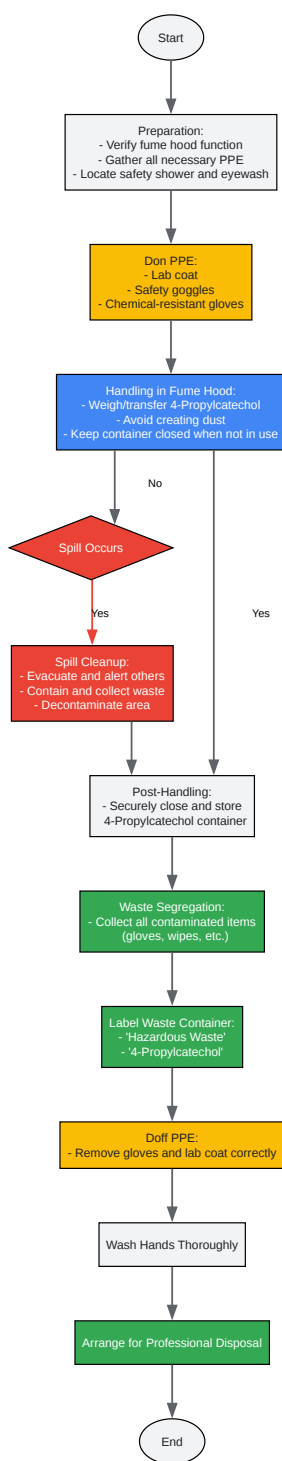 Start
Preparation:
- Verify fume hood function
- Gather all necessary PPE
- Locate safety shower and eyewash
Don PPE:
- Lab coat
- Safety goggles
- Chemical-resistant gloves
Handling in Fume Hood:
- Weigh/transfer 4-Propylcatechol
- Avoid creating dust
- Keep container closed when not in use
No
Spill Occurs
Yes
Yes
Spill Cleanup:
- Evacuate and alert others
- Contain and collect waste
- Decontaminate area
Post-Handling:
- Securely close and store
4-Propylcatechol container
Waste Segregation:
- Collect all contaminated items
(gloves, wipes, etc.)
Label Waste Container:
- 'Hazardous Waste'
- '4-Propylcatechol'
Doff PPE:
- Remove gloves and lab coat correctly
Wash Hands Thoroughly
Arrange for Professional Disposal
End